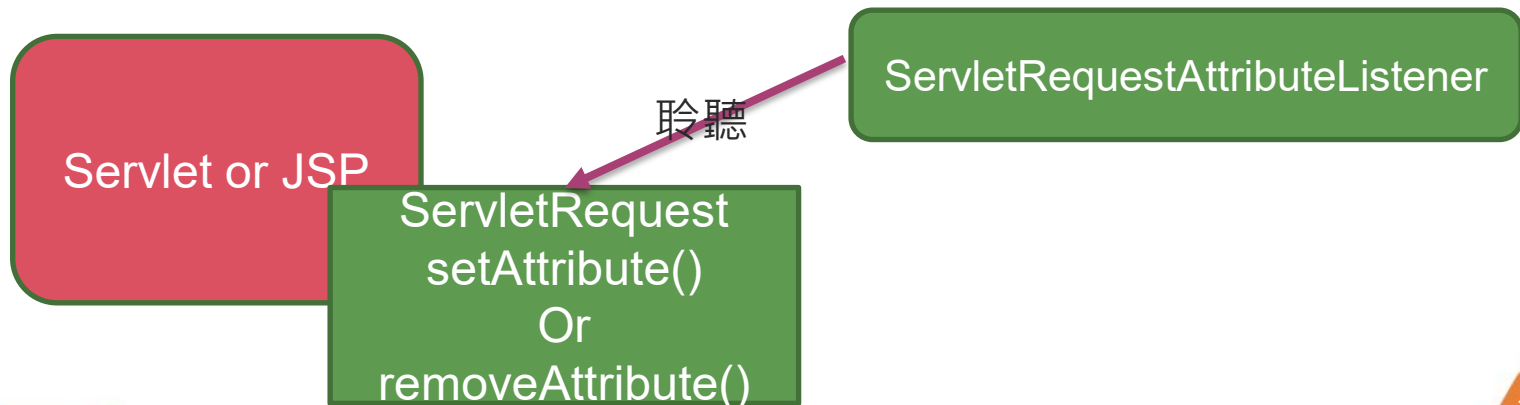 ServletRequestAttributeListener
聆聽
Servlet or JSP
ServletRequest
setAttribute()
Or
removeAttribute()